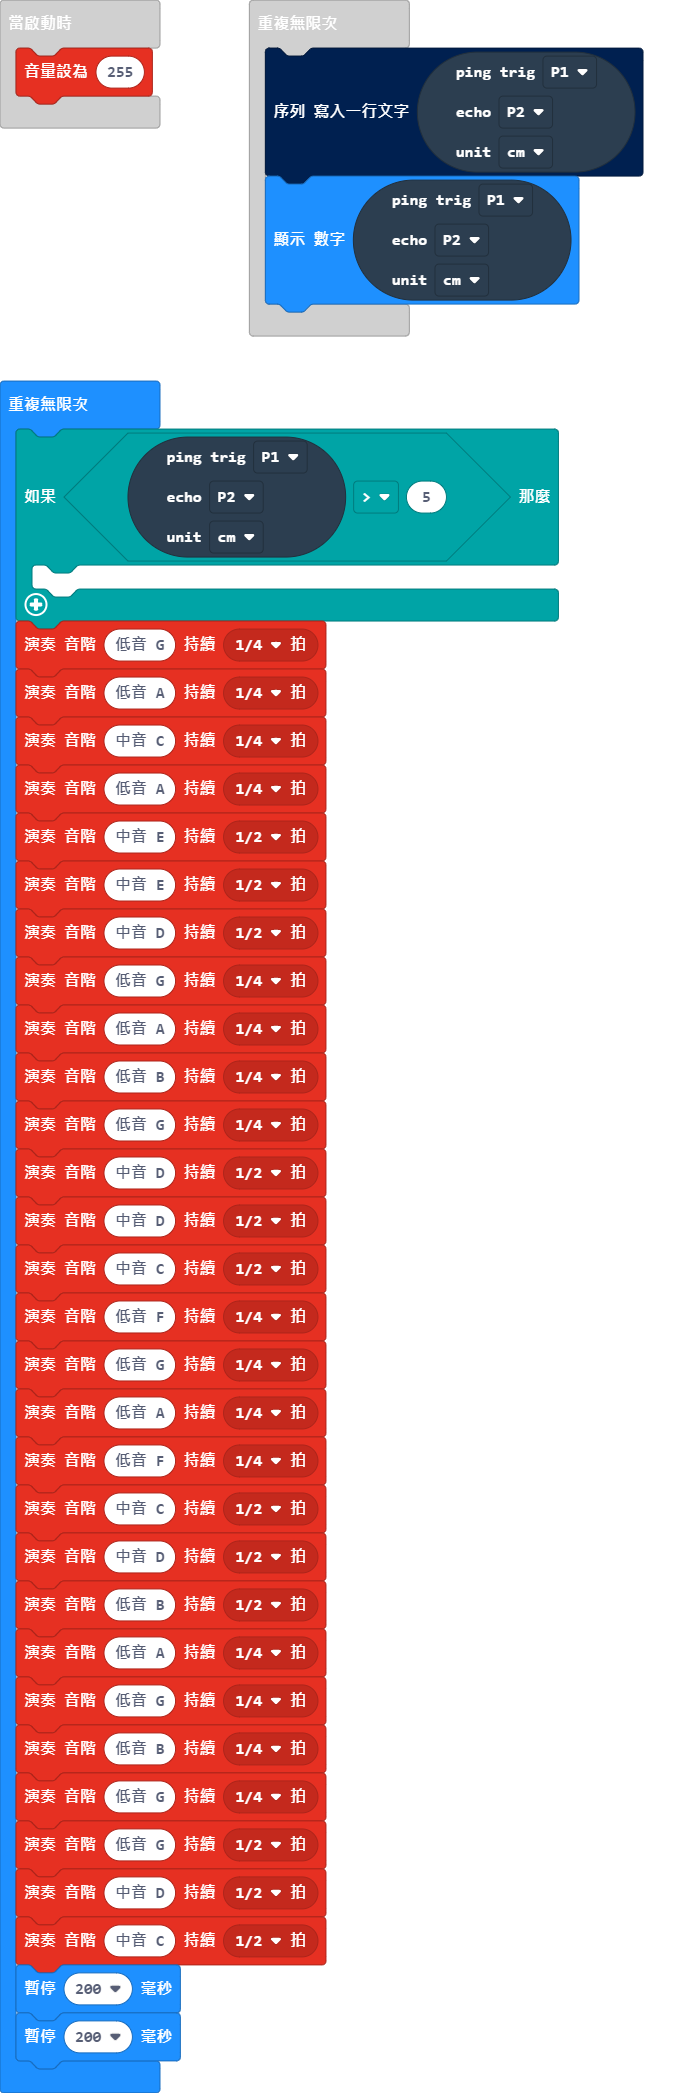 當啟動時
音量設為 255
重複無限次
序列 寫入一行文字 ping trig P1
echo P2
unit cm
顯示 數字 ping trig P1
echo P2
unit cm
重複無限次
如果 ping trig P1
echo P2
unit cm
> 5 那麼
演奏 音階 低音 G 持續 1/4 拍
演奏 音階 低音 A 持續 1/4 拍
演奏 音階 中音 C 持續 1/4 拍
演奏 音階 低音 A 持續 1/4 拍
演奏 音階 中音 E 持續 1/2 拍
演奏 音階 中音 E 持續 1/2 拍
演奏 音階 中音 D 持續 1/2 拍
演奏 音階 低音 G 持續 1/4 拍
演奏 音階 低音 A 持續 1/4 拍
演奏 音階 低音 B 持續 1/4 拍
演奏 音階 低音 G 持續 1/4 拍
演奏 音階 中音 D 持續 1/2 拍
演奏 音階 中音 D 持續 1/2 拍
演奏 音階 中音 C 持續 1/2 拍
演奏 音階 低音 F 持續 1/4 拍
演奏 音階 低音 G 持續 1/4 拍
演奏 音階 低音 A 持續 1/4 拍
演奏 音階 低音 F 持續 1/4 拍
演奏 音階 中音 C 持續 1/2 拍
演奏 音階 中音 D 持續 1/2 拍
演奏 音階 低音 B 持續 1/2 拍
演奏 音階 低音 A 持續 1/4 拍
演奏 音階 低音 G 持續 1/4 拍
演奏 音階 低音 B 持續 1/4 拍
演奏 音階 低音 G 持續 1/4 拍
演奏 音階 低音 G 持續 1/2 拍
演奏 音階 中音 D 持續 1/2 拍
演奏 音階 中音 C 持續 1/2 拍
暫停 200 毫秒
暫停 200 毫秒